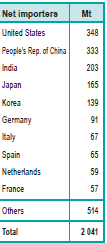 Net importers Mt
United States 348
People's Rep. of China 333
India 203
Japan 165
Korea 139
Germany 91
Italy 67
Spain 65
Netherlands 59
France 57
Others 514
Total 2 041